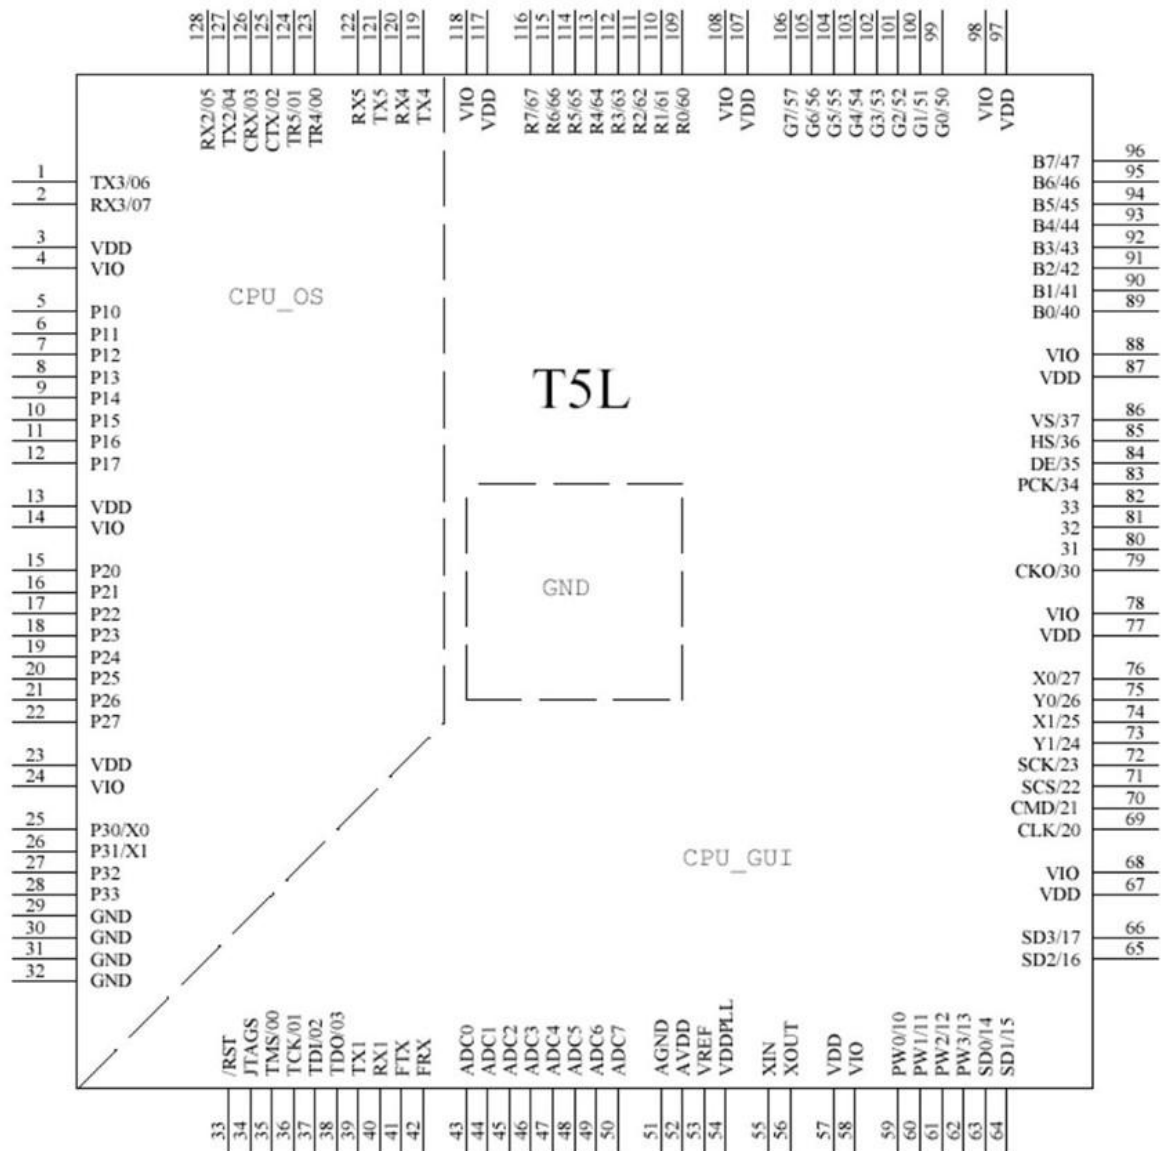 128 127 126 125 124 123 122 121 120 119 118 117 116 115 114 113 112 111 110 109 108 107 106 105 104 103 102 101 100 99 98 97
RX2/05 TX2/04 CRX/03 CTX/02 TR5/01 TR4/00 RX5 TX5 RX4 TX4 VIO VDD R7/67 R6/66 R5/65 R4/64 R3/63 R2/62 R1/61 R0/60 VIO VDD G7/57 G6/56 G5/55 G4/54 G3/53 G2/52 G1/51 G0/50 VIO VDD
1 TX3/06
2 RX3/07
3 VDD
4 VIO
5 P10
6 P11
7 P12
8 P13
9 P14
10 P15
11 P16
12 P17
13 VDD
14 VIO
15 P20
16 P21
17 P22
18 P23
19 P24
20 P25
21 P26
22 P27
23 VDD
24 VIO
25 P30/X0
26 P31/X1
27 P32
28 P33
29 GND
30 GND
31 GND
32 GND
CPU_OS
T5L
GND
CPU_GUI
B7/47 96
B6/46 95
B5/45 94
B4/44 93
B3/43 92
B2/42 91
B1/41 90
B0/40 89
VIO 88
VDD 87
VS/37 86
HS/36 85
DE/35 84
PCK/34 83
33 82
32 81
31 80
CKO/30 79
VIO 78
VDD 77
X0/27 76
Y0/26 75
X1/25 74
Y1/24 73
SCK/23 72
SCS/22 71
CMD/21 70
CLK/20 69
VIO 68
VDD 67
SD3/17 66
SD2/16 65
/RST JTAGS TMS/00 TCK/01 TDI/02 TDO/03 TX1 RX1 FTX FRX ADC0 ADC1 ADC2 ADC3 ADC4 ADC5 ADC6 ADC7 AGND AVDD VREF VDDPLL XIN XOUT VDD VIO PW0/10 PW1/11 PW2/12 PW3/13 SD0/14 SD1/15
33 34 35 36 37 38 39 40 41 42 43 44 45 46 47 48 49 50 51 52 53 54 55 56 57 58 59 60 61 62 63 64